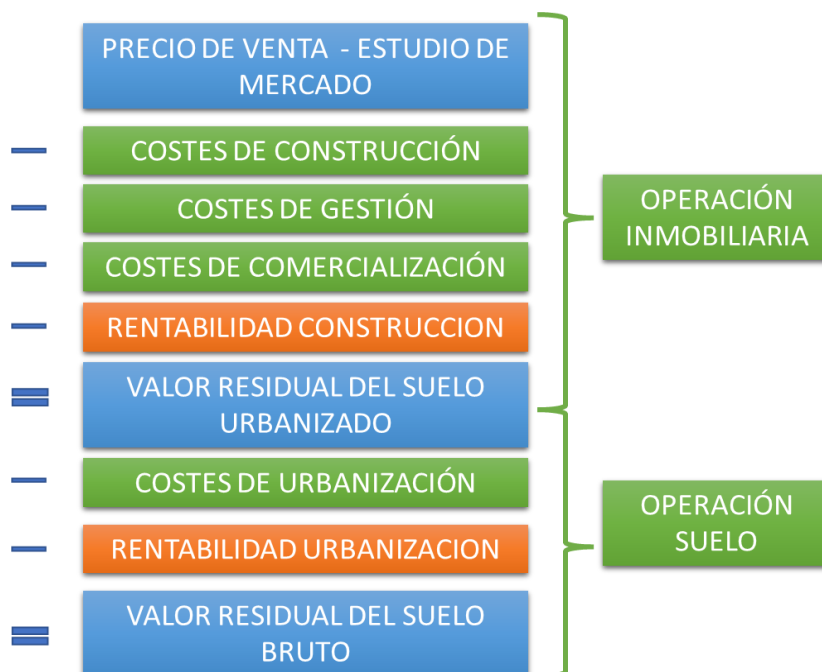 PRECIO DE VENTA - ESTUDIO DE
MERCADO
COSTES DE CONSTRUCCIÓN
COSTES DE GESTIÓN
COSTES DE COMERCIALIZACIÓN
RENTABILIDAD CONSTRUCCION
VALOR RESIDUAL DEL SUELO
URBANIZADO
COSTES DE URBANIZACIÓN
RENTABILIDAD URBANIZACION
VALOR RESIDUAL DEL SUELO
BRUTO
OPERACIÓN
INMOBILIARIA
OPERACIÓN
SUELO